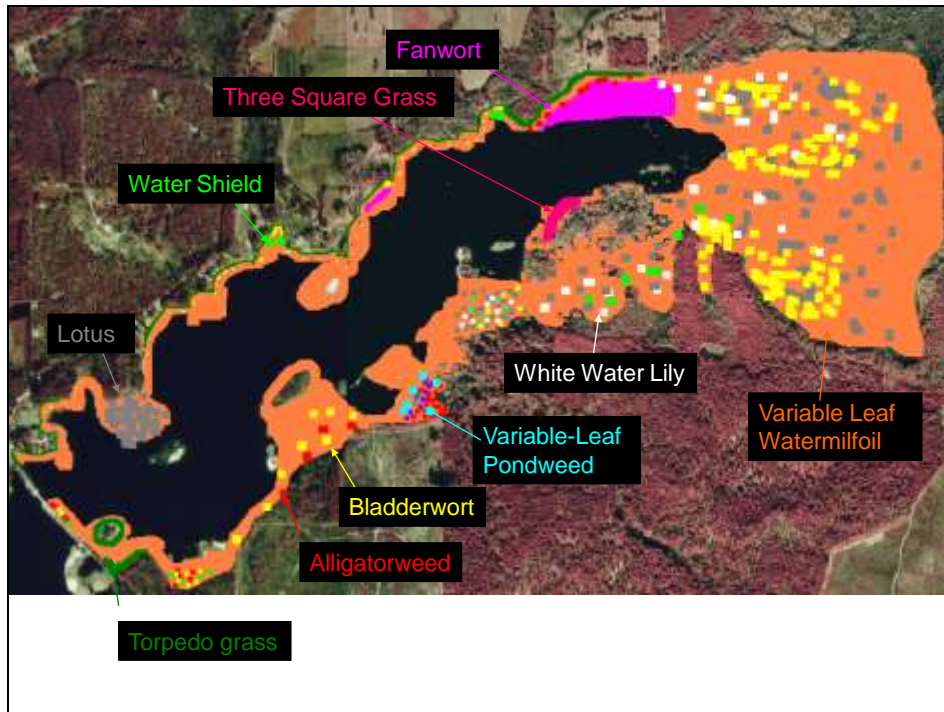 Fanwort
Three Square Grass
Water Shield
Lotus
White Water Lily
Variable Leaf
Watermilfoil
Variable-Leaf
Pondweed
Bladderwort
Alligatorweed
Torpedo grass